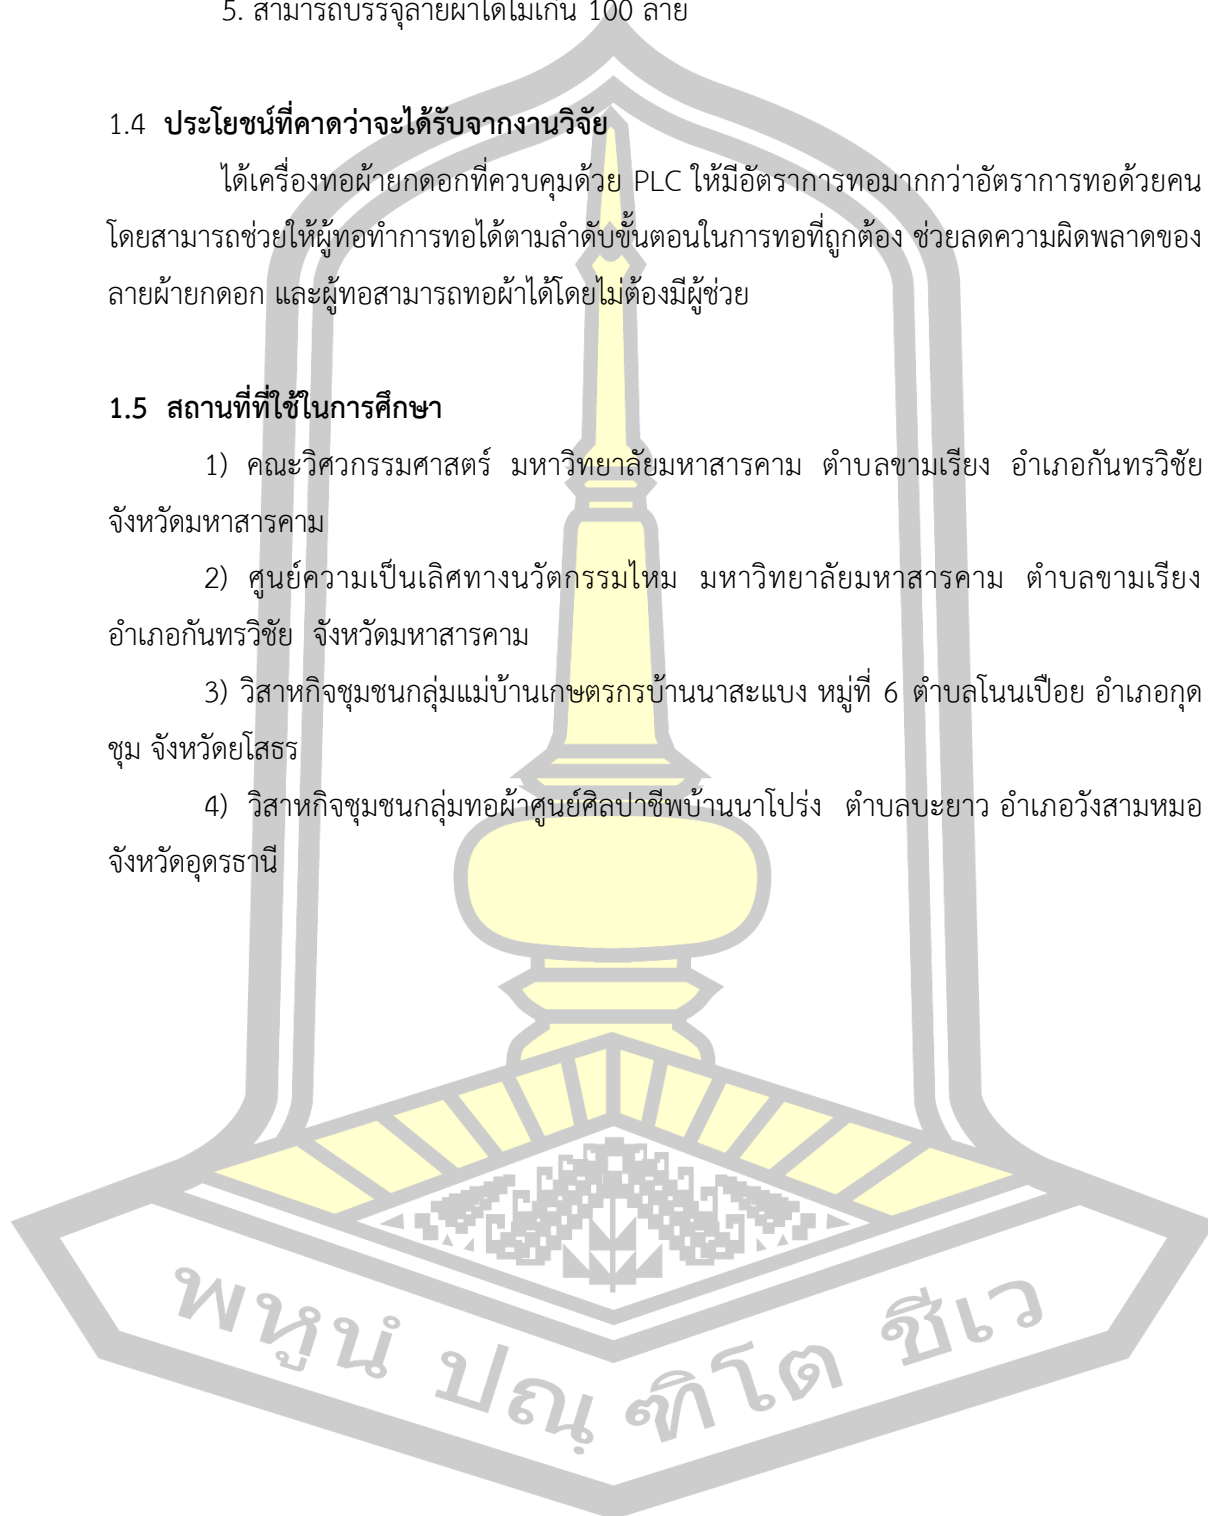 5. สามารถบรรจุลายผ้าได้ไม่เกิน 100 ลาย
1.4 ประโยชน์ที่คาดว่าจะได้รับจากงานวิจัย
ได้เครื่องทอผ้ายกดอกที่ควบคุมด้วย PLC ให้มีอัตราการทอมากกว่าอัตราการทอด้วยคน
โดยสามารถช่วยให้ผู้ทอทำการทอได้ตามลำดับขั้นตอนในการทอที่ถูกต้อง ช่วยลดความผิดพลาดของ
ลายผ้ายกดอก และผู้ทอสามารถทอผ้าได้โดยไม่ต้องมีผู้ช่วย
1.5 สถานที่ที่ใช้ในการศึกษา
1) คณะวิศวกรรมศาสตร์ มหาวิทยาลัยมหาสารคาม ตำบลขามเรียง อำเภอกันทรวิชัย
จังหวัดมหาสารคาม
2) ศูนย์ความเป็นเลิศทางนวัตกรรมไหม มหาวิทยาลัยมหาสารคาม ตำบลขามเรียง
อำเภอกันทรวิชัย จังหวัดมหาสารคาม
3) วิสาหกิจชุมชนกลุ่มแม่บ้านเกษตรกรบ้านนาสะแบง หมู่ที่ 6 ตำบลโนนเปือย อำเภอกุด
ชุม จังหวัดยโสธร
4) วิสาหกิจชุมชนกลุ่มทอผ้าศูนย์ศิลปาชีพบ้านนาโปร่ง ตำบลบะยาว อำเภอวังสามหมอ
จังหวัดอุดรธานี
พหูนํ ปณฺฑิโต ชีเว